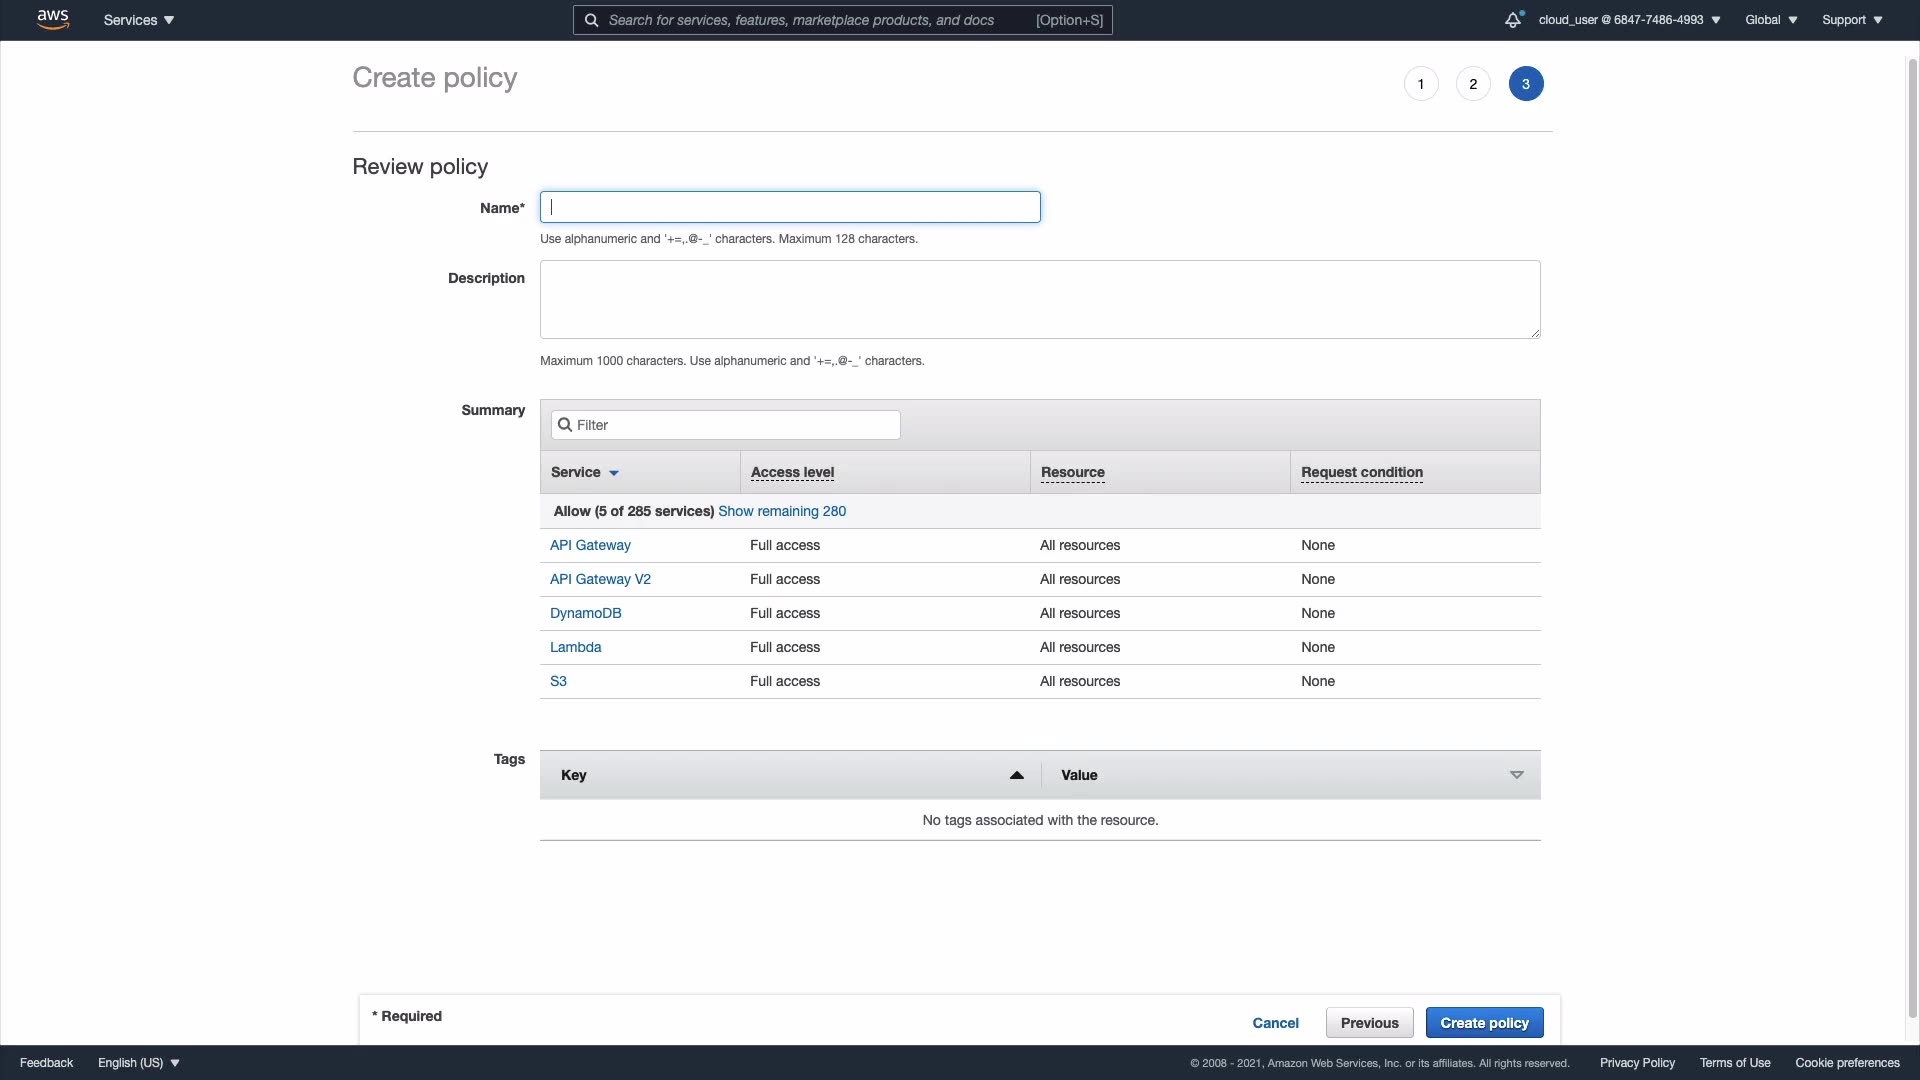 aws Services ▼ Search for services, features, marketplace products, and docs [Option+S] cloud_user @ 6847-7486-4993 ▼ Global ▼ Support ▼
Create policy 1 2 3
Review policy
Name*
Use alphanumeric and '+=,.@-_' characters. Maximum 128 characters.
Description
Maximum 1000 characters. Use alphanumeric and '+=,.@-_' characters.
Summary Filter
Service Access level Resource Request condition
Allow (5 of 285 services) Show remaining 280
API Gateway Full access All resources None
API Gateway V2 Full access All resources None
DynamoDB Full access All resources None
Lambda Full access All resources None
S3 Full access All resources None
Tags Key Value
No tags associated with the resource.
* Required Cancel Previous Create policy
Feedback English (US) ▼ © 2008 - 2021, Amazon Web Services, Inc. or its affiliates. All rights reserved. Privacy Policy Terms of Use Cookie preferences